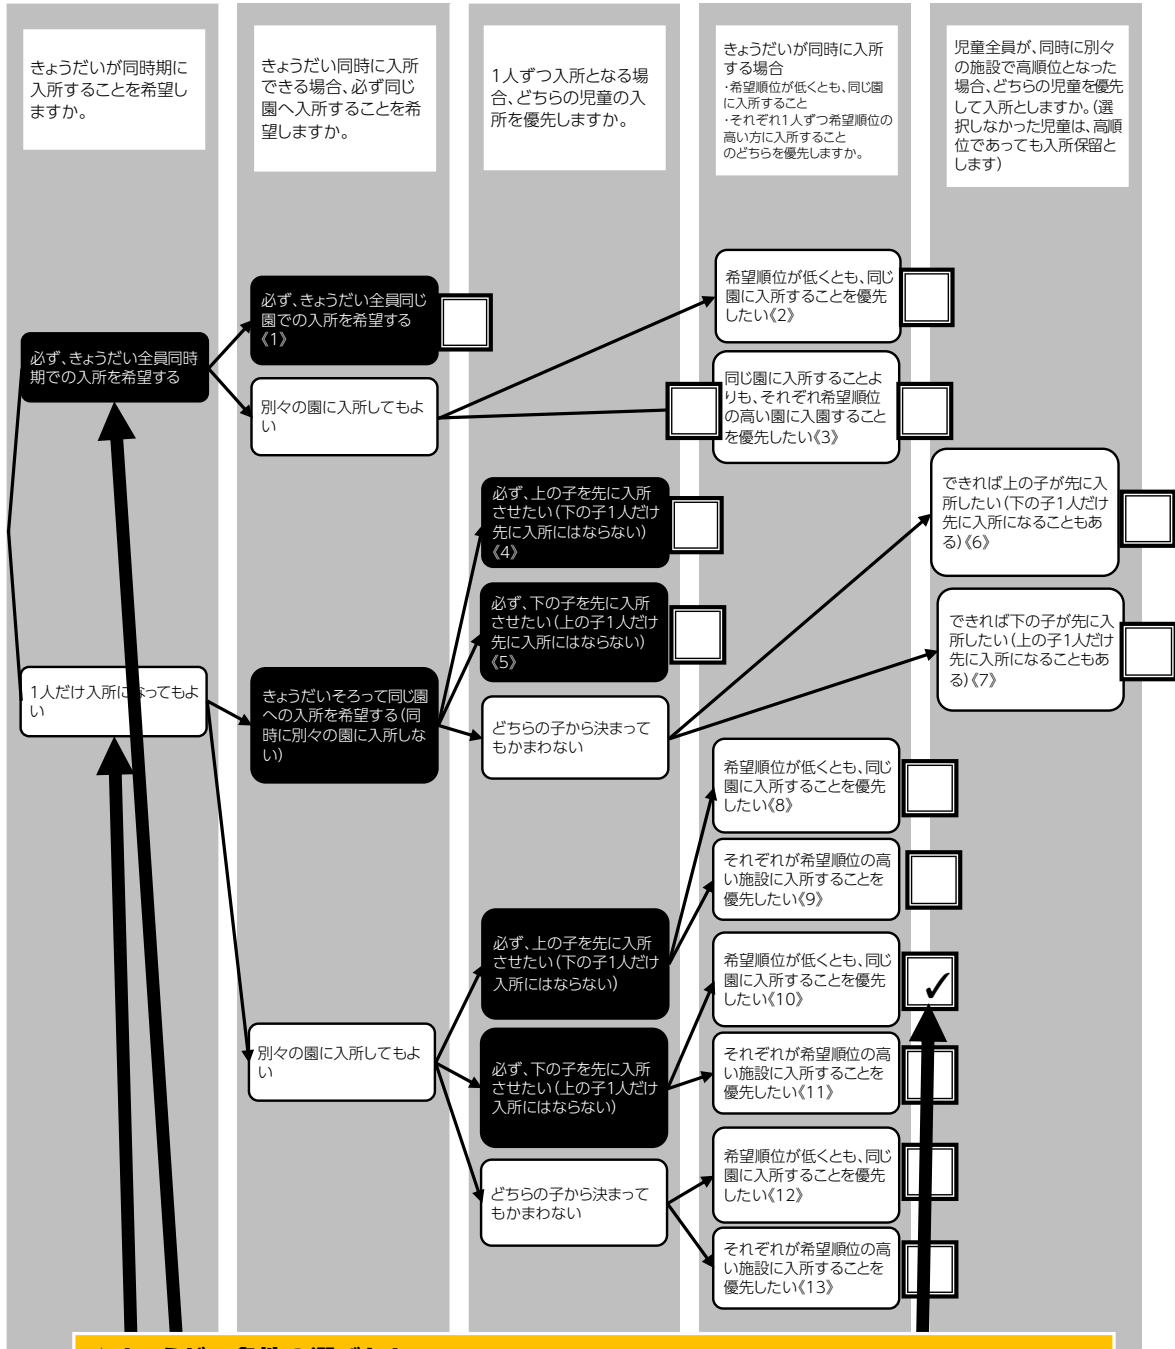 きょうだいが同時期に
入所することを希望し
ますか。
きょうだい同時に入所
できる場合、必ず同じ
園へ入所することを希
望しますか。
1人ずつ入所となる場
合、どちらの児童の入
所を優先しますか。
きょうだいが同時に入所
する場合
・希望順位が低くとも、同じ園
に入所すること
・それぞれ1人ずつ希望順位の
高い方に入所すること
のどちらを優先しますか。
児童全員が、同時に別々
の施設で高順位となった
場合、どちらの児童を優先
して入所としますか。(選
択しなかった児童は、高順
位であっても入所保留と
します)
必ず、きょうだい全員同時
期での入所を希望する
必ず、きょうだい全員同じ
園での入所を希望する
《1》
別々の園に入所してもよ
い
希望順位が低くとも、同じ
園に入所することを優先
したい《2》
同じ園に入所することよ
りも、それぞれ希望順位
の高い園に入園すること
を優先したい《3》
必ず、上の子を先に入所
させたい(下の子1人だけ
先に入所にはならない)
《4》
必ず、下の子を先に入所
させたい(上の子1人だけ
先に入所にはならない)
《5》
できれば上の子が先に入
所したい(下の子1人だけ
先に入所になることもあ
る)《6》
できれば下の子が先に入
所したい(上の子1人だけ
先に入所になることもあ
る)《7》
1人だけ入所になってもよ
い
きょうだいそろって同じ園
への入所を希望する(同
時に別々の園に入所しな
い)
どちらの子から決まって
もかまわない
希望順位が低くとも、同じ
園に入所することを優先
したい《8》
それぞれが希望順位の高
い施設に入所することを
優先したい《9》
必ず、上の子を先に入所
させたい(下の子1人だけ
入所にはならない)
希望順位が低くとも、同じ
園に入所することを優先
したい《10》
✓
別々の園に入所してもよ
い
必ず、下の子を先に入所
させたい(上の子1人だけ
入所にはならない)
それぞれが希望順位の高
い施設に入所することを
優先したい《11》
どちらの子から決まって
もかまわない
希望順位が低くとも、同じ
園に入所することを優先
したい《12》
それぞれが希望順位の高
い施設に入所することを
優先したい《13》